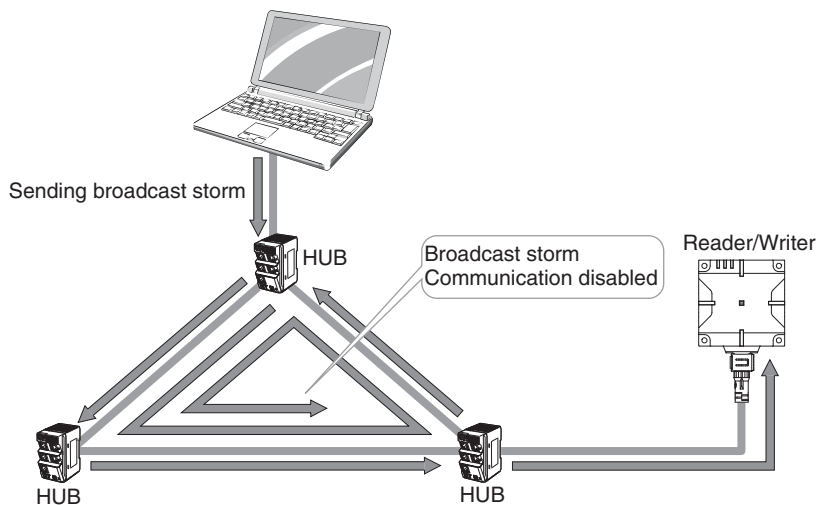 Sending broadcast storm
HUB
Broadcast storm
Communication disabled
Reader/Writer
HUB
HUB